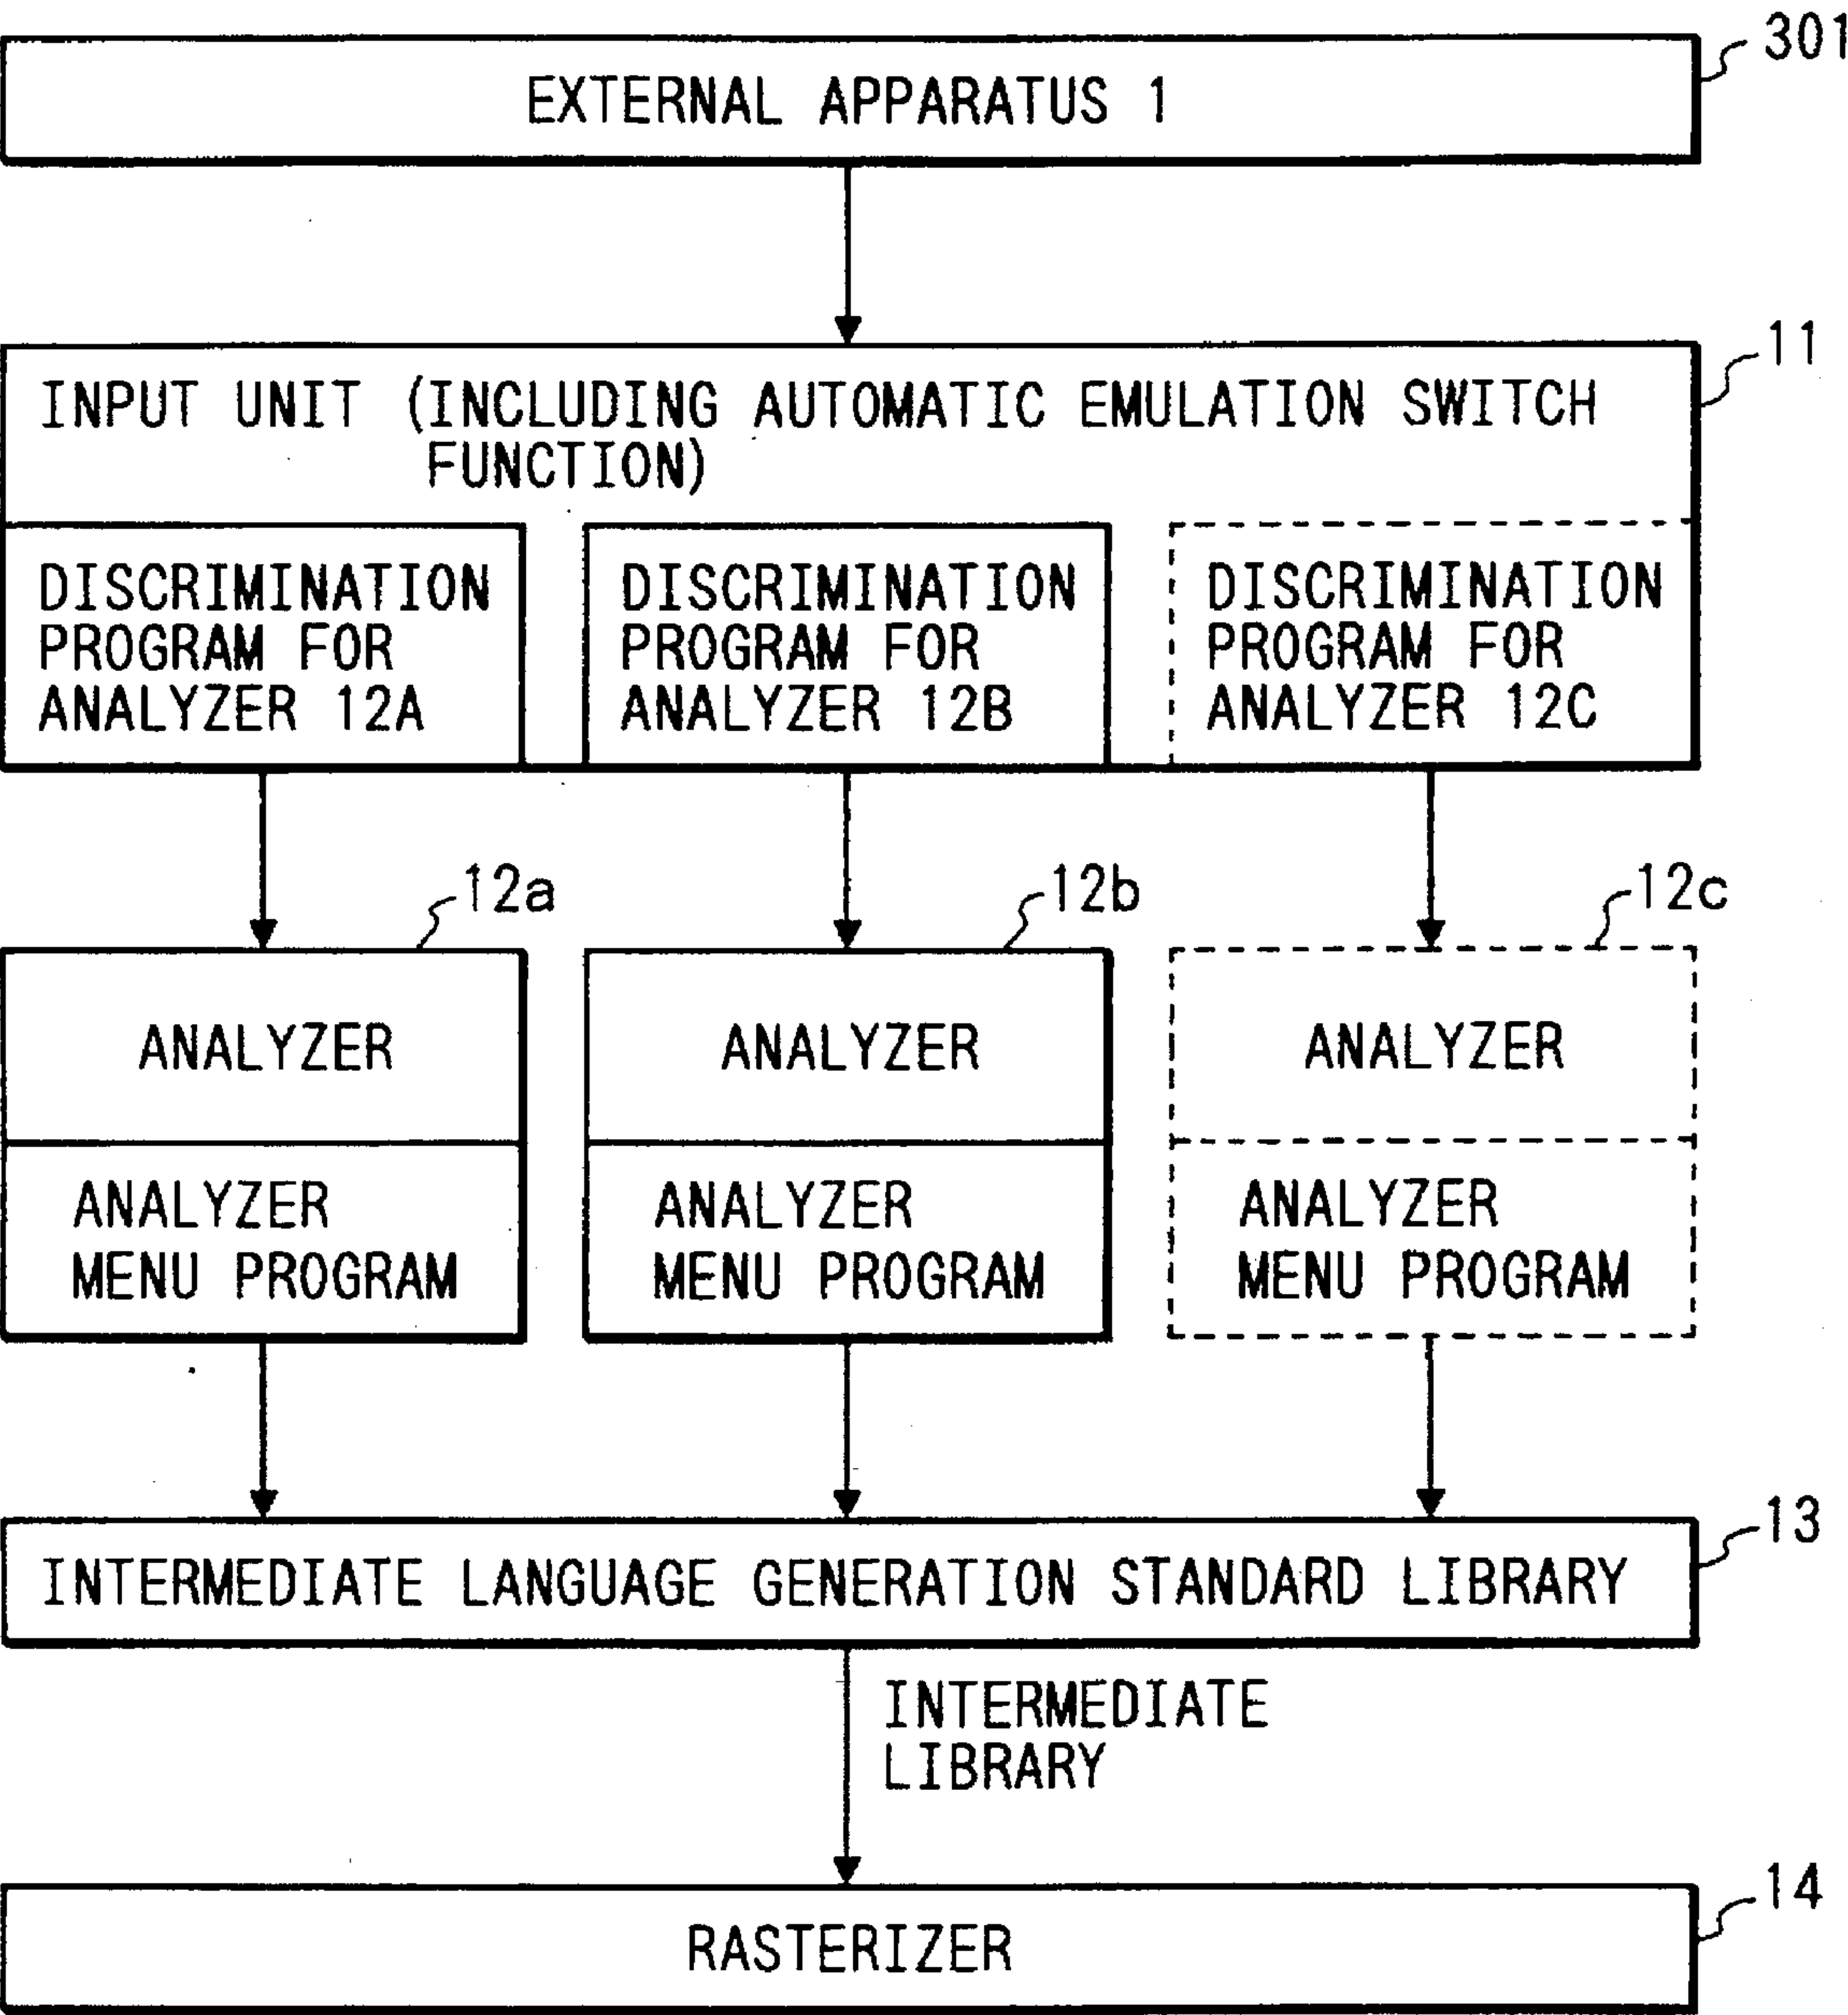 301
EXTERNAL APPARATUS 1
11
INPUT UNIT (INCLUDING AUTOMATIC EMULATION SWITCH
FUNCTION)
DISCRIMINATION
PROGRAM FOR
ANALYZER 12A
DISCRIMINATION
PROGRAM FOR
ANALYZER 12B
DISCRIMINATION
PROGRAM FOR
ANALYZER 12C
12a
12b
12c
ANALYZER
ANALYZER
MENU PROGRAM
ANALYZER
ANALYZER
MENU PROGRAM
ANALYZER
ANALYZER
MENU PROGRAM
13
INTERMEDIATE LANGUAGE GENERATION STANDARD LIBRARY
INTERMEDIATE
LIBRARY
14
RASTERIZER